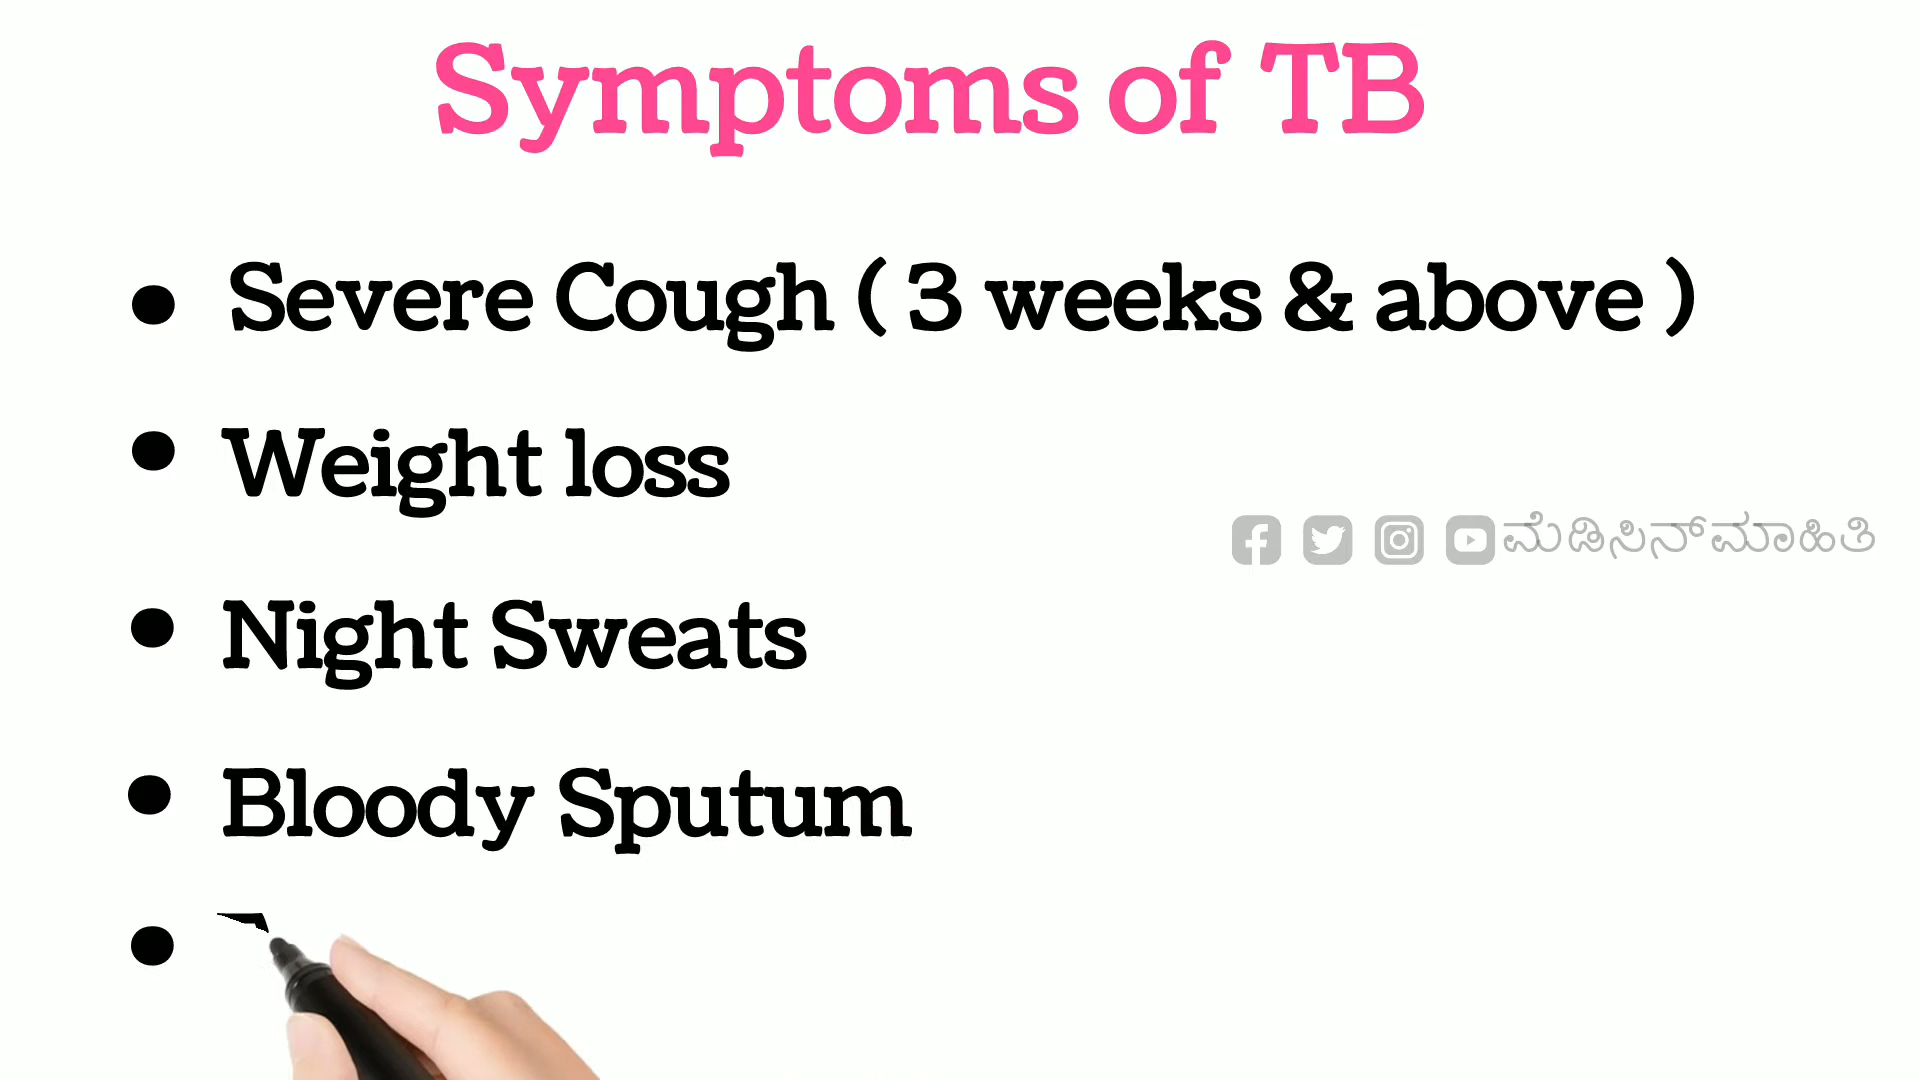 Symptoms of TB
• Severe Cough ( 3 weeks & above )
• Weight loss
ಮೆಡಿಸಿನ್ ಮಾಹಿತಿ
• Night Sweats
• Bloody Sputum
•